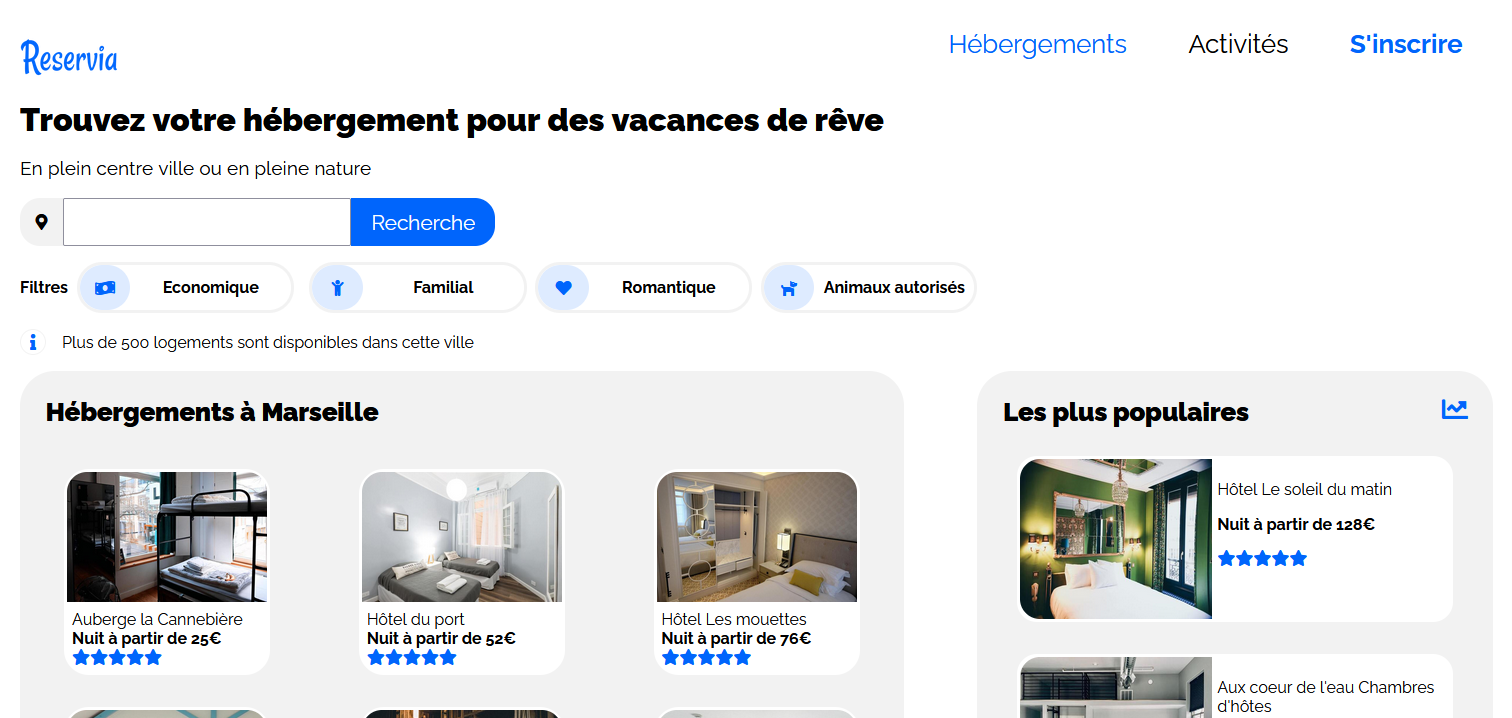 Reservia
Hébergements
Activités
S'inscrire
Trouvez votre hébergement pour des vacances de rêve
En plein centre ville ou en pleine nature
Recherche
Filtres
Economique
Familial
Romantique
Animaux autorisés
Plus de 500 logements sont disponibles dans cette ville
Hébergements à Marseille
Auberge la Cannebière
Nuit à partir de 25€
Hôtel du port
Nuit à partir de 52€
Hôtel Les mouettes
Nuit à partir de 76€
Les plus populaires
Hôtel Le soleil du matin
Nuit à partir de 128€
Aux coeur de l'eau Chambres
d'hôtes